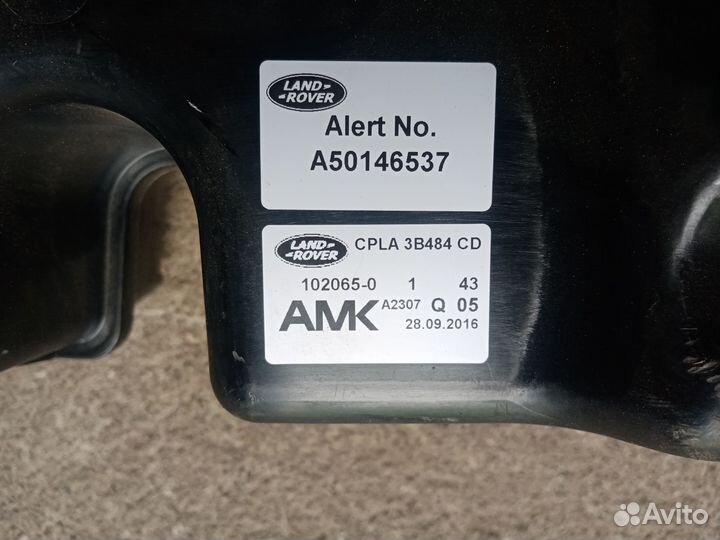 LAND-
-ROVER
Alert No.
A50146537
LAND-
-ROVER
CPLA 3B484 CD
102065-0 1 43
AMK A2307 Q 05
28.09.2016
Avito